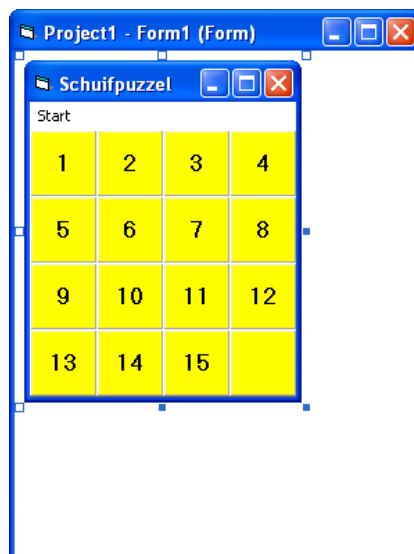 Project1 - Form1 (Form)
Schuifpuzzel
Start
1 2 3 4
5 6 7 8
9 10 11 12
13 14 15